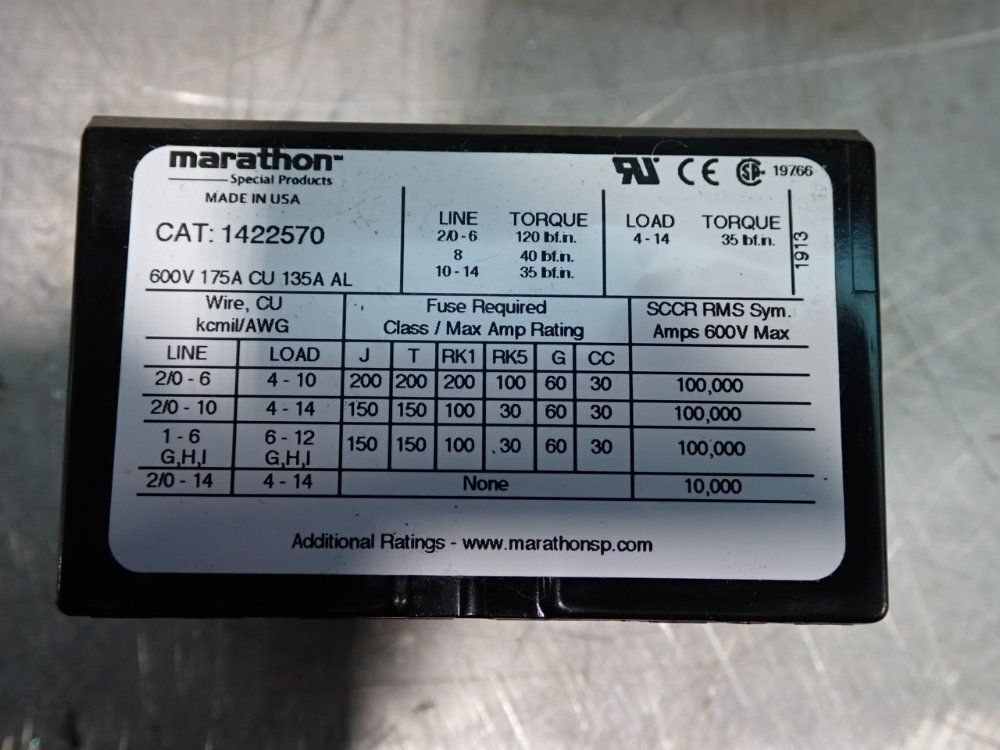 marathon
Special Products
MADE IN USA
CAT: 1422570
600V 175A CU 135A AL
LINE TORQUE
2/0 - 6 120 lbf.in.
8 40 lbf.in.
10 - 14 35 lbf.in.
LOAD TORQUE
4 - 14 35 lbf.in.
RU CE SP 19766
1913
Wire, CU
kcmil/AWG
Fuse Required
Class / Max Amp Rating
SCCR RMS Sym.
Amps 600V Max
LINE LOAD J T RK1 RK5 G CC
2/0 - 6 4 - 10 200 200 200 100 60 30 100,000
2/0 - 10 4 - 14 150 150 100 30 60 30 100,000
1 - 6 6 - 12 150 150 100 30 60 30 100,000
G,H,I G,H,I
2/0 - 14 4 - 14 None 10,000
Additional Ratings - www.marathonsp.com